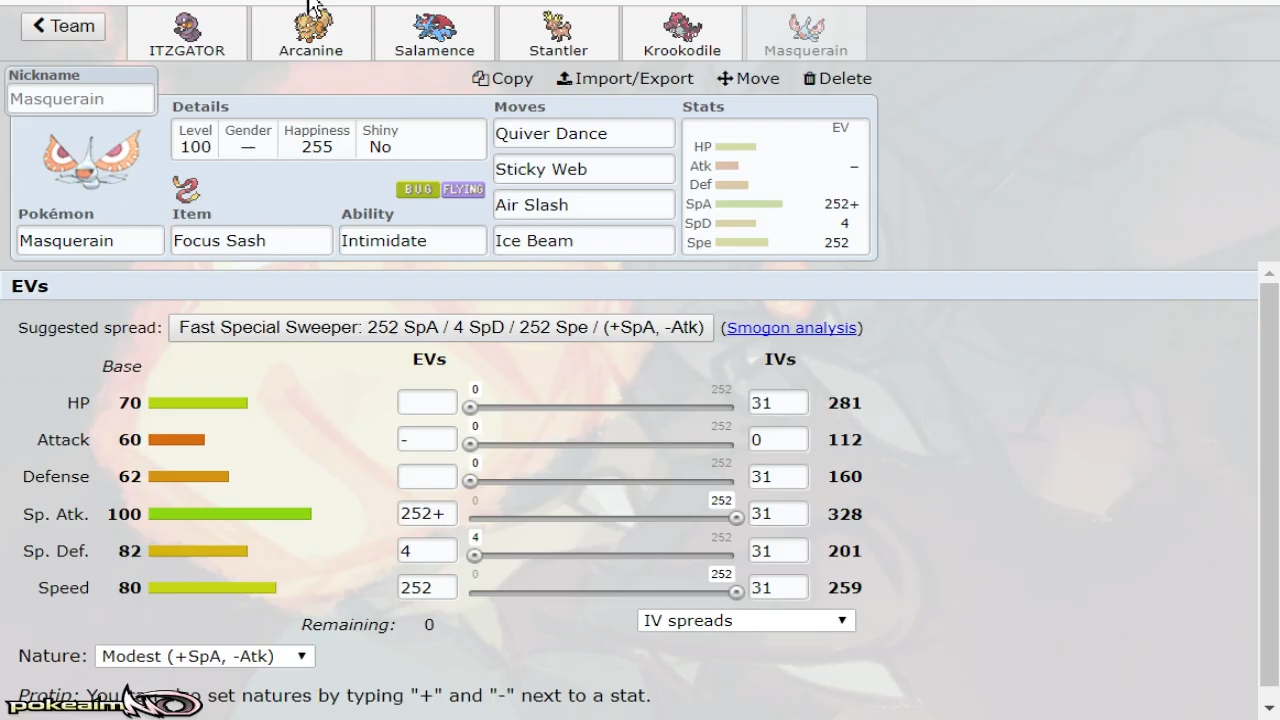 Team
ITZGATOR Arcanine Salamence Stantler Krookodile Masquerain
Nickname
Masquerain
Copy Import/Export Move Delete
Details
Level Gender Happiness Shiny
100 — 255 No
BUG FLYING
Pokémon Item Ability
Masquerain Focus Sash Intimidate
Moves
Quiver Dance
Sticky Web
Air Slash
Ice Beam
Stats
EV
HP
Atk –
Def
SpA 252+
SpD 4
Spe 252
EVs
Suggested spread: Fast Special Sweeper: 252 SpA / 4 SpD / 252 Spe / (+SpA, -Atk) (Smogon analysis)
Base EVs IVs
HP 70 0 252 31 281
Attack 60 - 0 252 0 112
Defense 62 0 252 31 160
Sp. Atk. 100 252+ 0 252 31 328
Sp. Def. 82 4 4 252 31 201
Speed 80 252 0 252 31 259
Remaining: 0 IV spreads
Nature: Modest (+SpA, -Atk)
Protip: You set natures by typing "+" and "-" next to a stat.
pokeaim